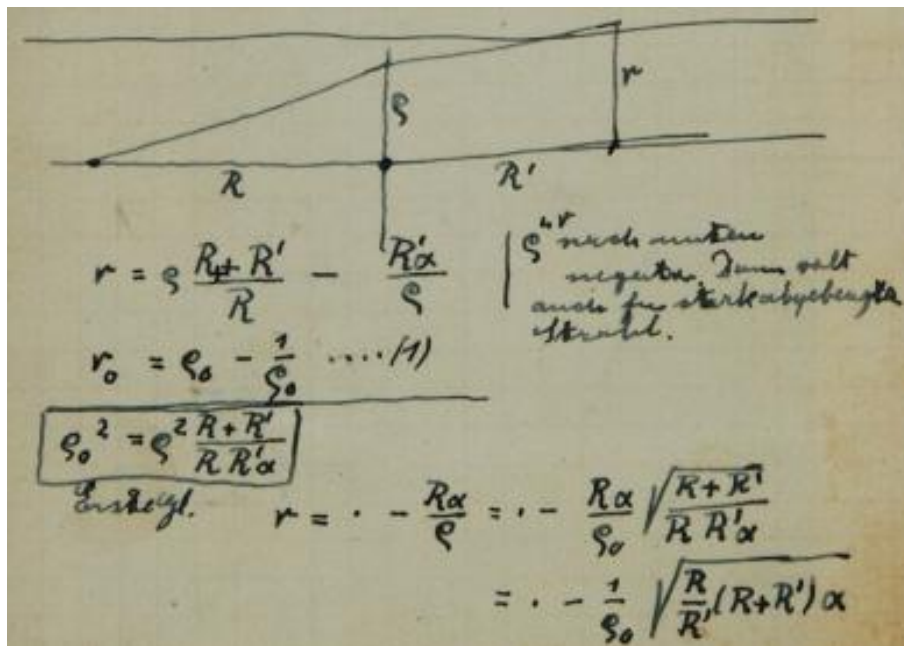 r
ρ
R R'
r = ρ (R + R')/R − R'α/ρ
ρ, r nach unten
negativ. Dann gilt
auch für stark abgebeugten
Strahl.
r₀ = ρ₀ − 1/ρ₀ .... (1)
ρ₀² = ρ² (R + R')/(R R'α)
r = · − Rα/ρ = · − Rα/ρ₀ √((R + R')/(R R'α))
= · − 1/ρ₀ √(R/R' (R+R') α)